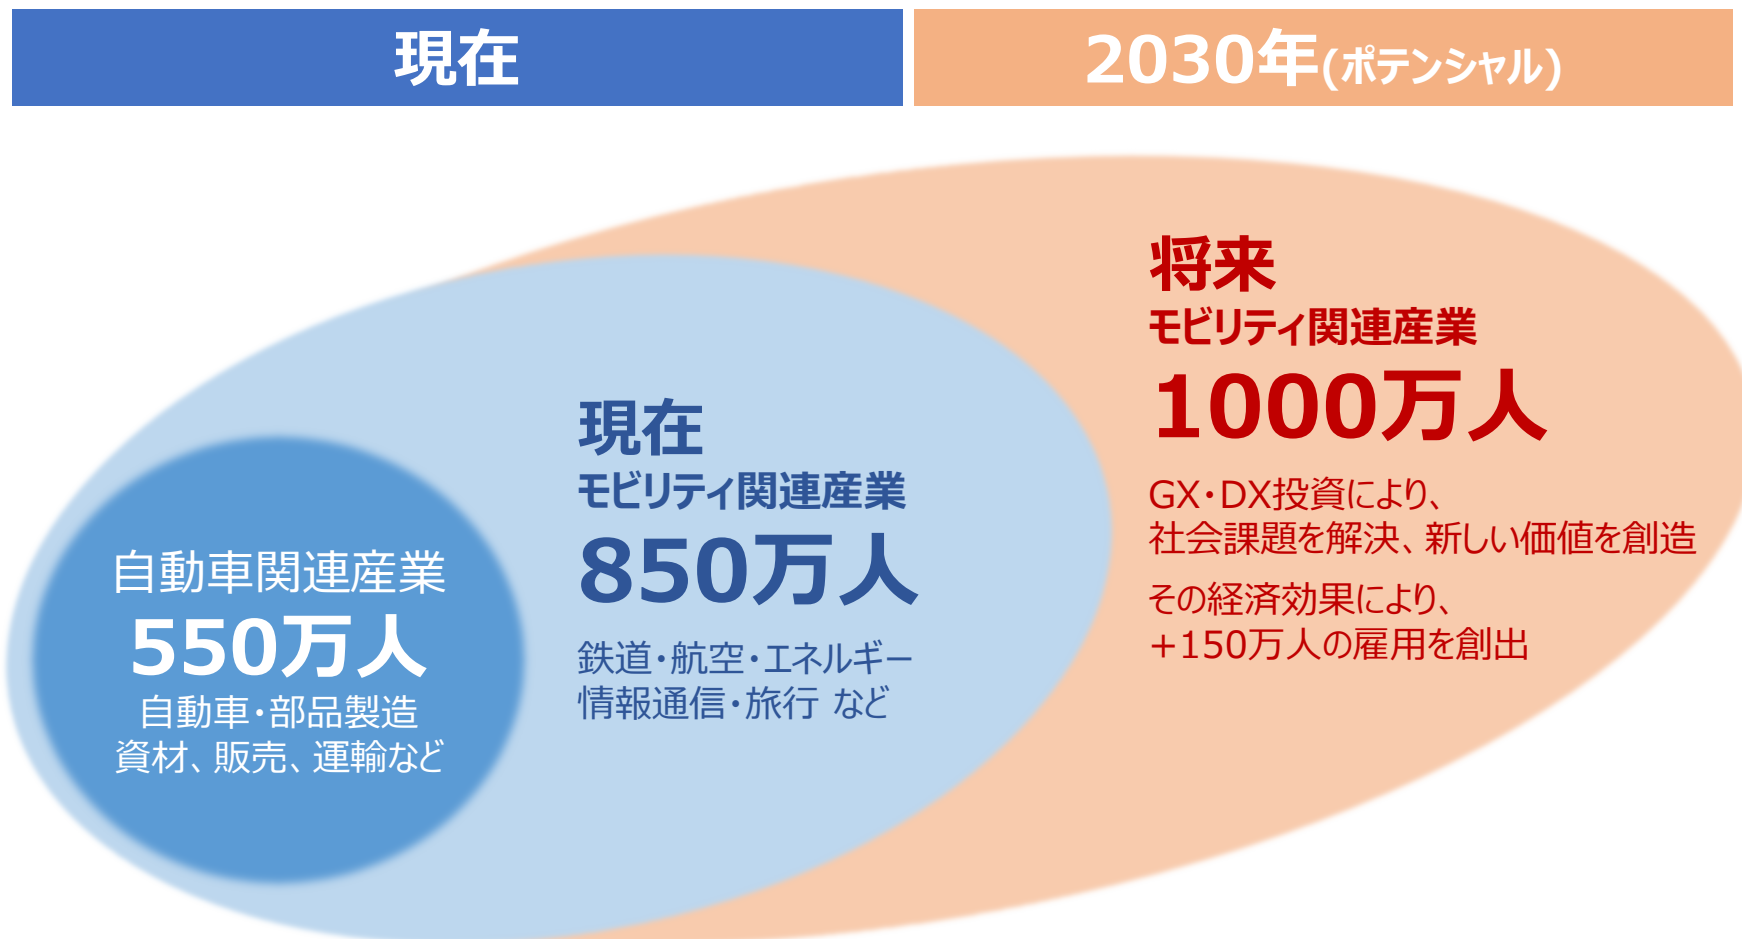 現在
2030年(ポテンシャル)
自動車関連産業
550万人
自動車・部品製造
資材、販売、運輸など
現在
モビリティ関連産業
850万人
鉄道・航空・エネルギー
情報通信・旅行 など
将来
モビリティ関連産業
1000万人
GX・DX投資により、
社会課題を解決、新しい価値を創造
その経済効果により、
+150万人の雇用を創出